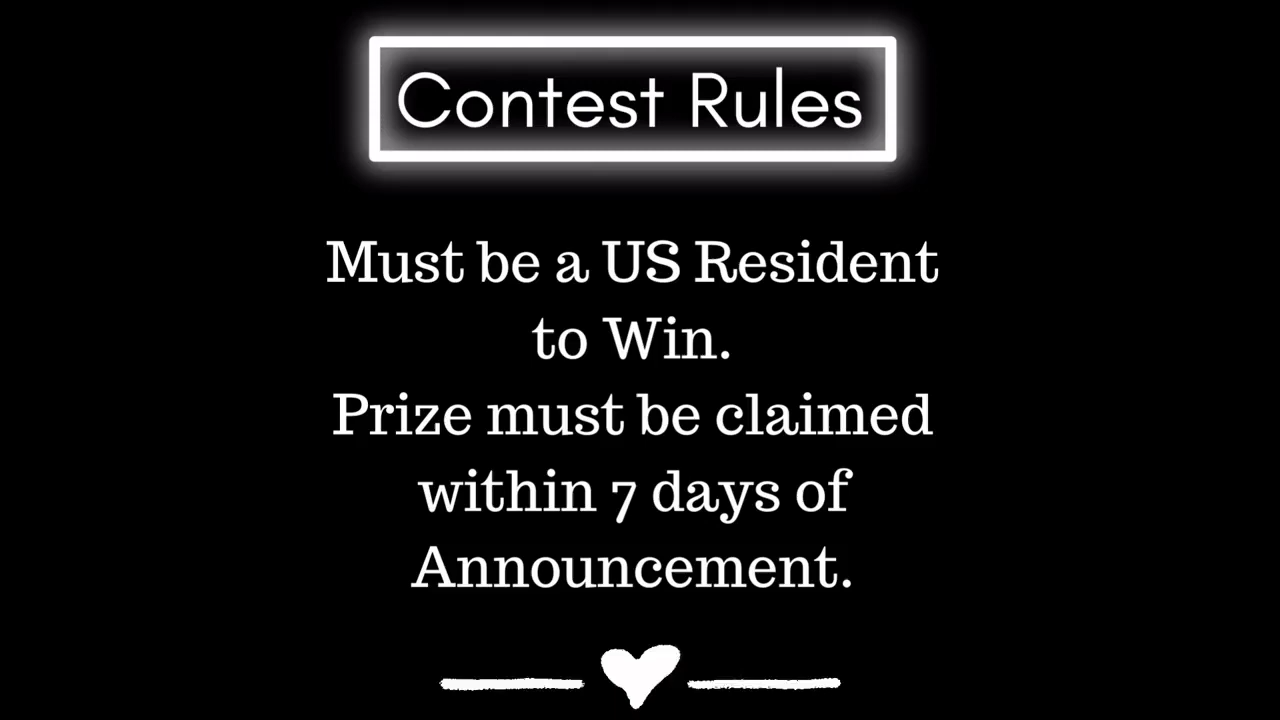 Contest Rules
Must be a US Resident
to Win.
Prize must be claimed
within 7 days of
Announcement.